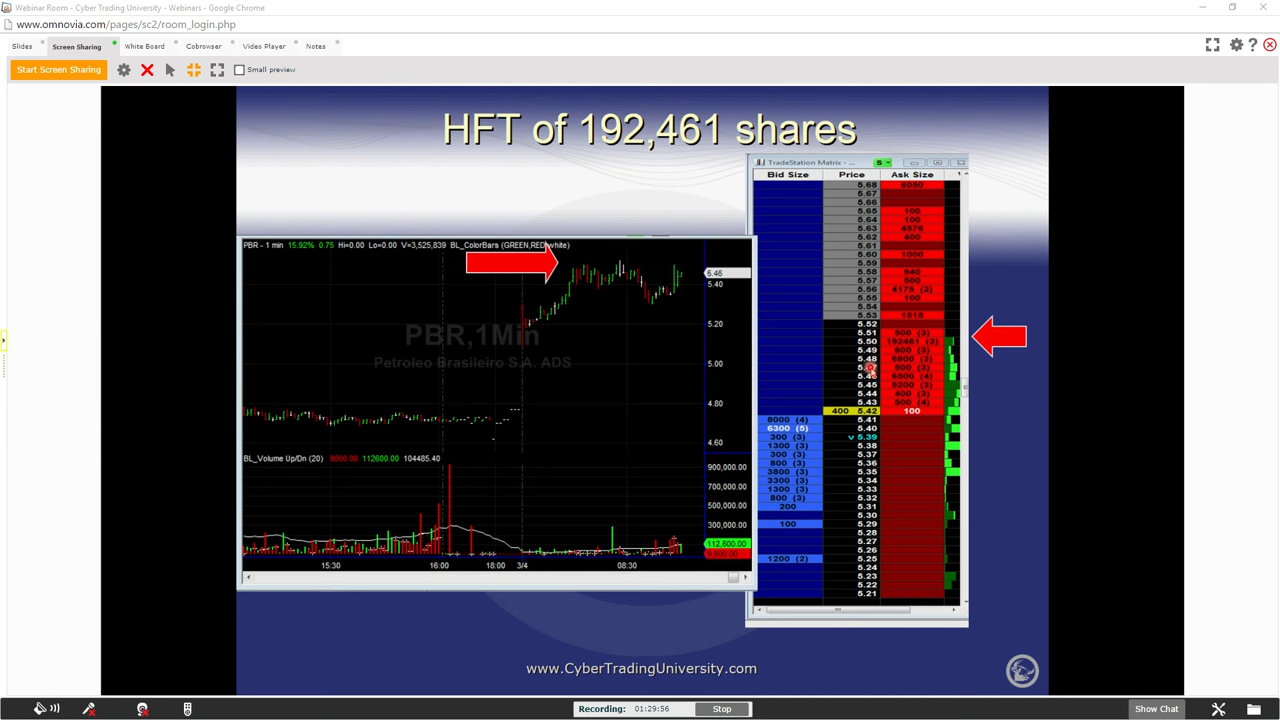 Webinar Room - Cyber Trading University - Webinars - Google Chrome
www.omnovia.com/pages/sc2/room_login.php
Slides Screen Sharing White Board Cobrowser Video Player Notes
Start Screen Sharing Small preview
HFT of 192,461 shares
TradeStation Matrix - ... S
Bid Size Price Ask Size
5.68 6050
5.67
5.66
5.65 100
5.64 100
5.63 4576
5.62 400
5.61
5.60 1000
5.59
5.58 940
5.57 500
5.56 4175 (3)
5.55 100
5.54
5.53 1515
5.52
5.51 500 (3)
5.50 192461 (3)
5.49 600 (3)
5.48 6800 (3)
500 (3)
6500 (4)
5.45 5200 (3)
5.44 400 (3)
5.43 500 (4)
400 5.42 100
8000 (4) 5.41
6300 (5) 5.40
300 (3) v 5.39
1300 (3) 5.38
300 (3) 5.37
800 (3) 5.36
3800 (3) 5.35
3300 (3) 5.34
1300 (3) 5.33
800 (3) 5.32
200 5.31
5.30
100 5.29
5.28
5.27
5.26
1200 (2) 5.25
5.24
5.23
5.22
5.21
PBR - 1 min 15.92% 0.75 Hi=0.00 Lo=0.00 V=3,525,839 BL_ColorBars (GREEN,RED,white)
5.46
5.40
5.20
PBR,1Min
Petroleo Brasileiro S.A. ADS
5.00
4.80
4.60
BL_Volume Up/Dn (20) 9800.00 112600.00 104485.40
900,000.00
700,000.00
500,000.00
300,000.00
112,600.00
15:30 16:00 18:00 3/4 08:30
www.CyberTradingUniversity.com
Recording: 01:29:56 Stop Show Chat